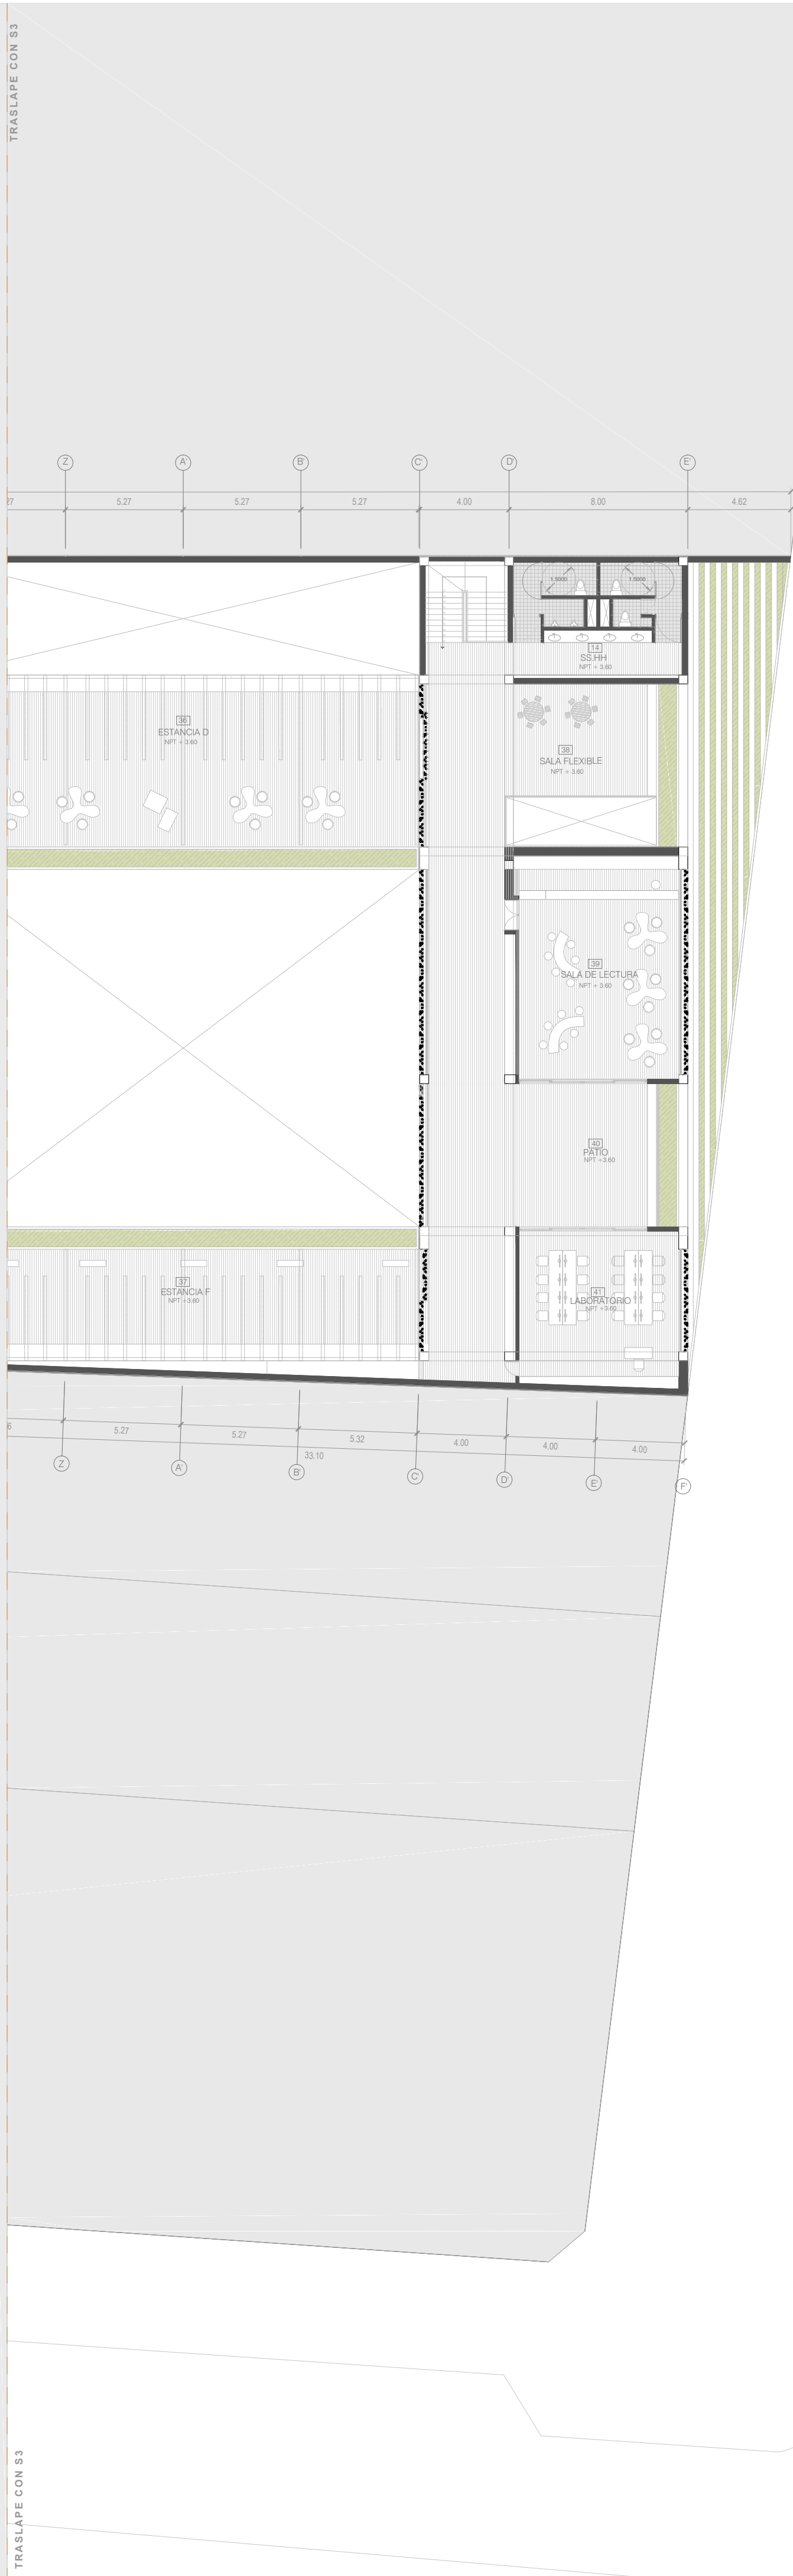 TRASLAPE CON S3
Z
A'
B'
C'
D'
E'
27
5.27
5.27
5.27
4.00
8.00
4.62
1.5000
1.5000
14
SS.HH
NPT + 3.60
36
ESTANCIA D
NPT + 3.60
38
SALA FLEXIBLE
NPT + 3.60
39
SALA DE LECTURA
NPT + 3.60
40
PATIO
NPT +3.60
37
ESTANCIA F
NPT +3.60
41
LABORATORIO
NPT +3.60
6
5.27
5.27
5.32
4.00
4.00
4.00
33.10
Z
A'
B'
C'
D'
E'
F'
TRASLAPE CON S3